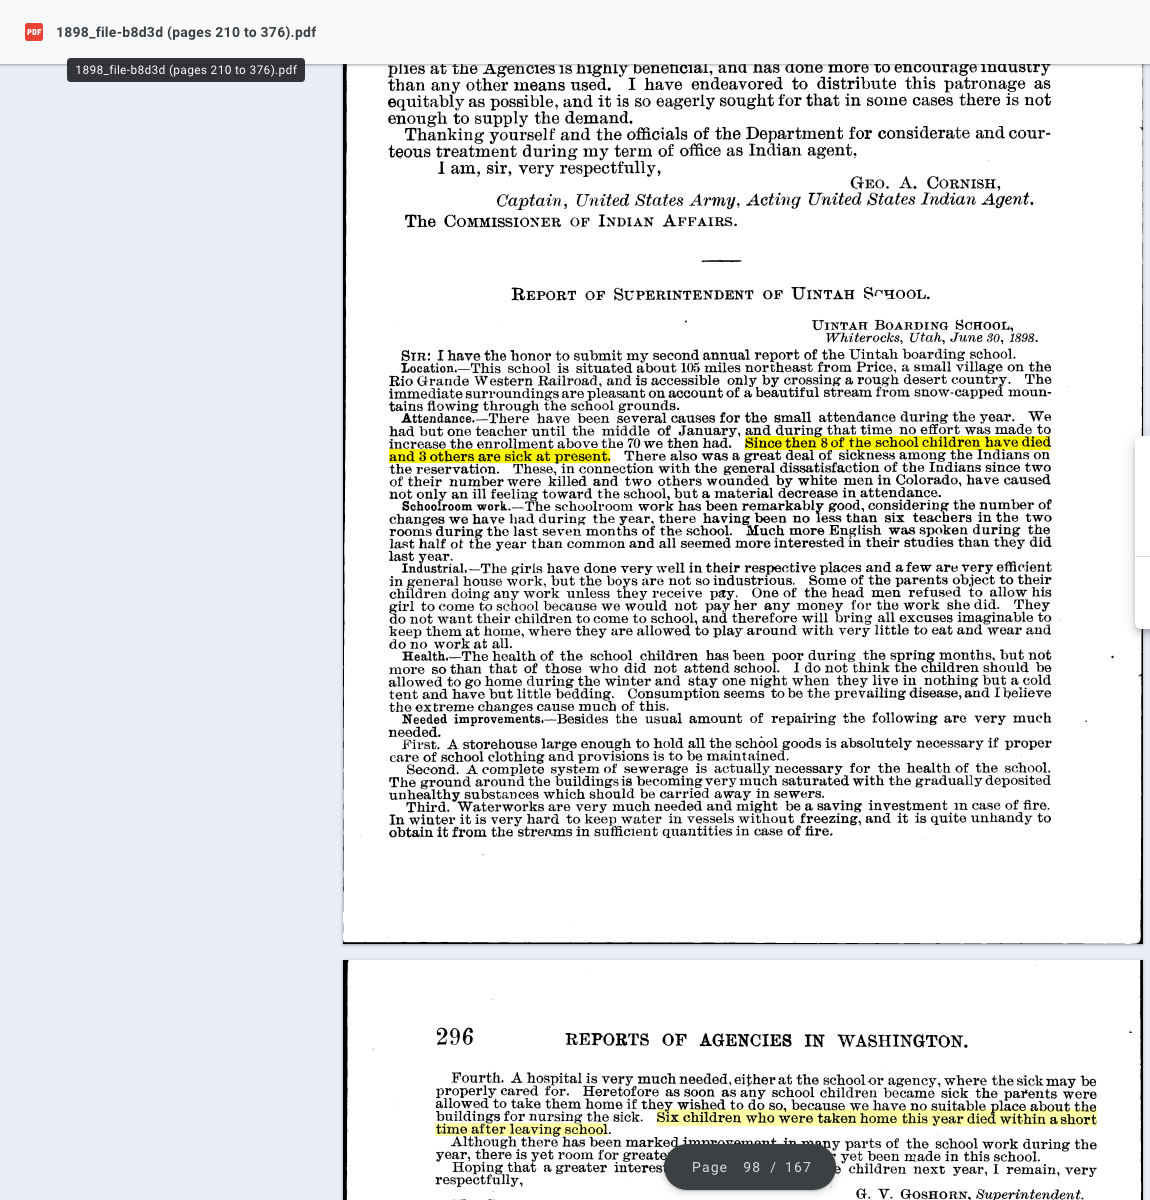 PDF 1898_file-b8d3d (pages 210 to 376).pdf
1898_file-b8d3d (pages 210 to 376).pdf
plies at the Agencies is highly beneficial, and has done more to encourage industry
than any other means used. I have endeavored to distribute this patronage as
equitably as possible, and it is so eagerly sought for that in some cases there is not
enough to supply the demand.
Thanking yourself and the officials of the Department for considerate and cour-
teous treatment during my term of office as Indian agent,
I am, sir, very respectfully,
GEO. A. CORNISH,
Captain, United States Army, Acting United States Indian Agent.
The COMMISSIONER OF INDIAN AFFAIRS.
REPORT OF SUPERINTENDENT OF UINTAH SCHOOL.
UINTAH BOARDING SCHOOL,
Whiterocks, Utah, June 30, 1898.
SIR: I have the honor to submit my second annual report of the Uintah boarding school.
Location.—This school is situated about 105 miles northeast from Price, a small village on the
Rio Grande Western Railroad, and is accessible only by crossing a rough desert country. The
immediate surroundings are pleasant on account of a beautiful stream from snow-capped moun-
tains flowing through the school grounds.
Attendance.—There have been several causes for the small attendance during the year. We
had but one teacher until the middle of January, and during that time no effort was made to
increase the enrollment above the 70 we then had. Since then 8 of the school children have died
and 3 others are sick at present. There also was a great deal of sickness among the Indians on
the reservation. These, in connection with the general dissatisfaction of the Indians since two
of their number were killed and two others wounded by white men in Colorado, have caused
not only an ill feeling toward the school, but a material decrease in attendance.
Schoolroom work.—The schoolroom work has been remarkably good, considering the number of
changes we have had during the year, there having been no less than six teachers in the two
rooms during the last seven months of the school. Much more English was spoken during the
last half of the year than common and all seemed more interested in their studies than they did
last year.
Industrial.—The girls have done very well in their respective places and a few are very efficient
in general house work, but the boys are not so industrious. Some of the parents object to their
children doing any work unless they receive pay. One of the head men refused to allow his
girl to come to school because we would not pay her any money for the work she did. They
do not want their children to come to school, and therefore will bring all excuses imaginable to
keep them at home, where they are allowed to play around with very little to eat and wear and
do no work at all.
Health.—The health of the school children has been poor during the spring months, but not
more so than that of those who did not attend school. I do not think the children should be
allowed to go home during the winter and stay one night when they live in nothing but a cold
tent and have but little bedding. Consumption seems to be the prevailing disease, and I believe
the extreme changes cause much of this.
Needed improvements.—Besides the usual amount of repairing the following are very much
needed.
First. A storehouse large enough to hold all the school goods is absolutely necessary if proper
care of school clothing and provisions is to be maintained.
Second. A complete system of sewerage is actually necessary for the health of the school.
The ground around the buildings is becoming very much saturated with the gradually deposited
unhealthy substances which should be carried away in sewers.
Third. Waterworks are very much needed and might be a saving investment in case of fire.
In winter it is very hard to keep water in vessels without freezing, and it is quite unhandy to
obtain it from the streams in sufficient quantities in case of fire.
296 REPORTS OF AGENCIES IN WASHINGTON.
Fourth. A hospital is very much needed, either at the school or agency, where the sick may be
properly cared for. Heretofore as soon as any school children became sick the parents were
allowed to take them home if they wished to do so, because we have no suitable place about the
buildings for nursing the sick. Six children who were taken home this year died within a short
time after leaving school.
Although there has been marked improvement in many parts of the school work during the
year, there is yet room for greate yet been made in this school.
Hoping that a greater interes children next year, I remain, very
respectfully,
Page 98 / 167
G. V. GOSHORN, Superintendent.